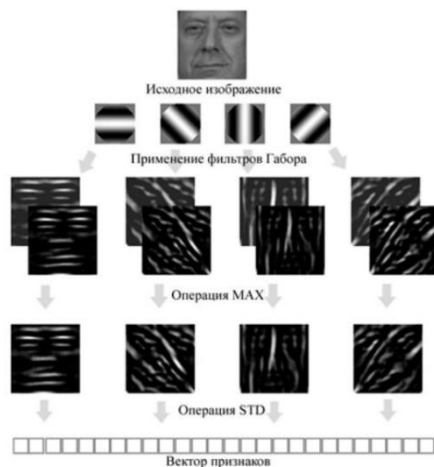 Исходное изображение
Применение фильтров Габора
Операция MAX
Операция STD
Вектор признаков